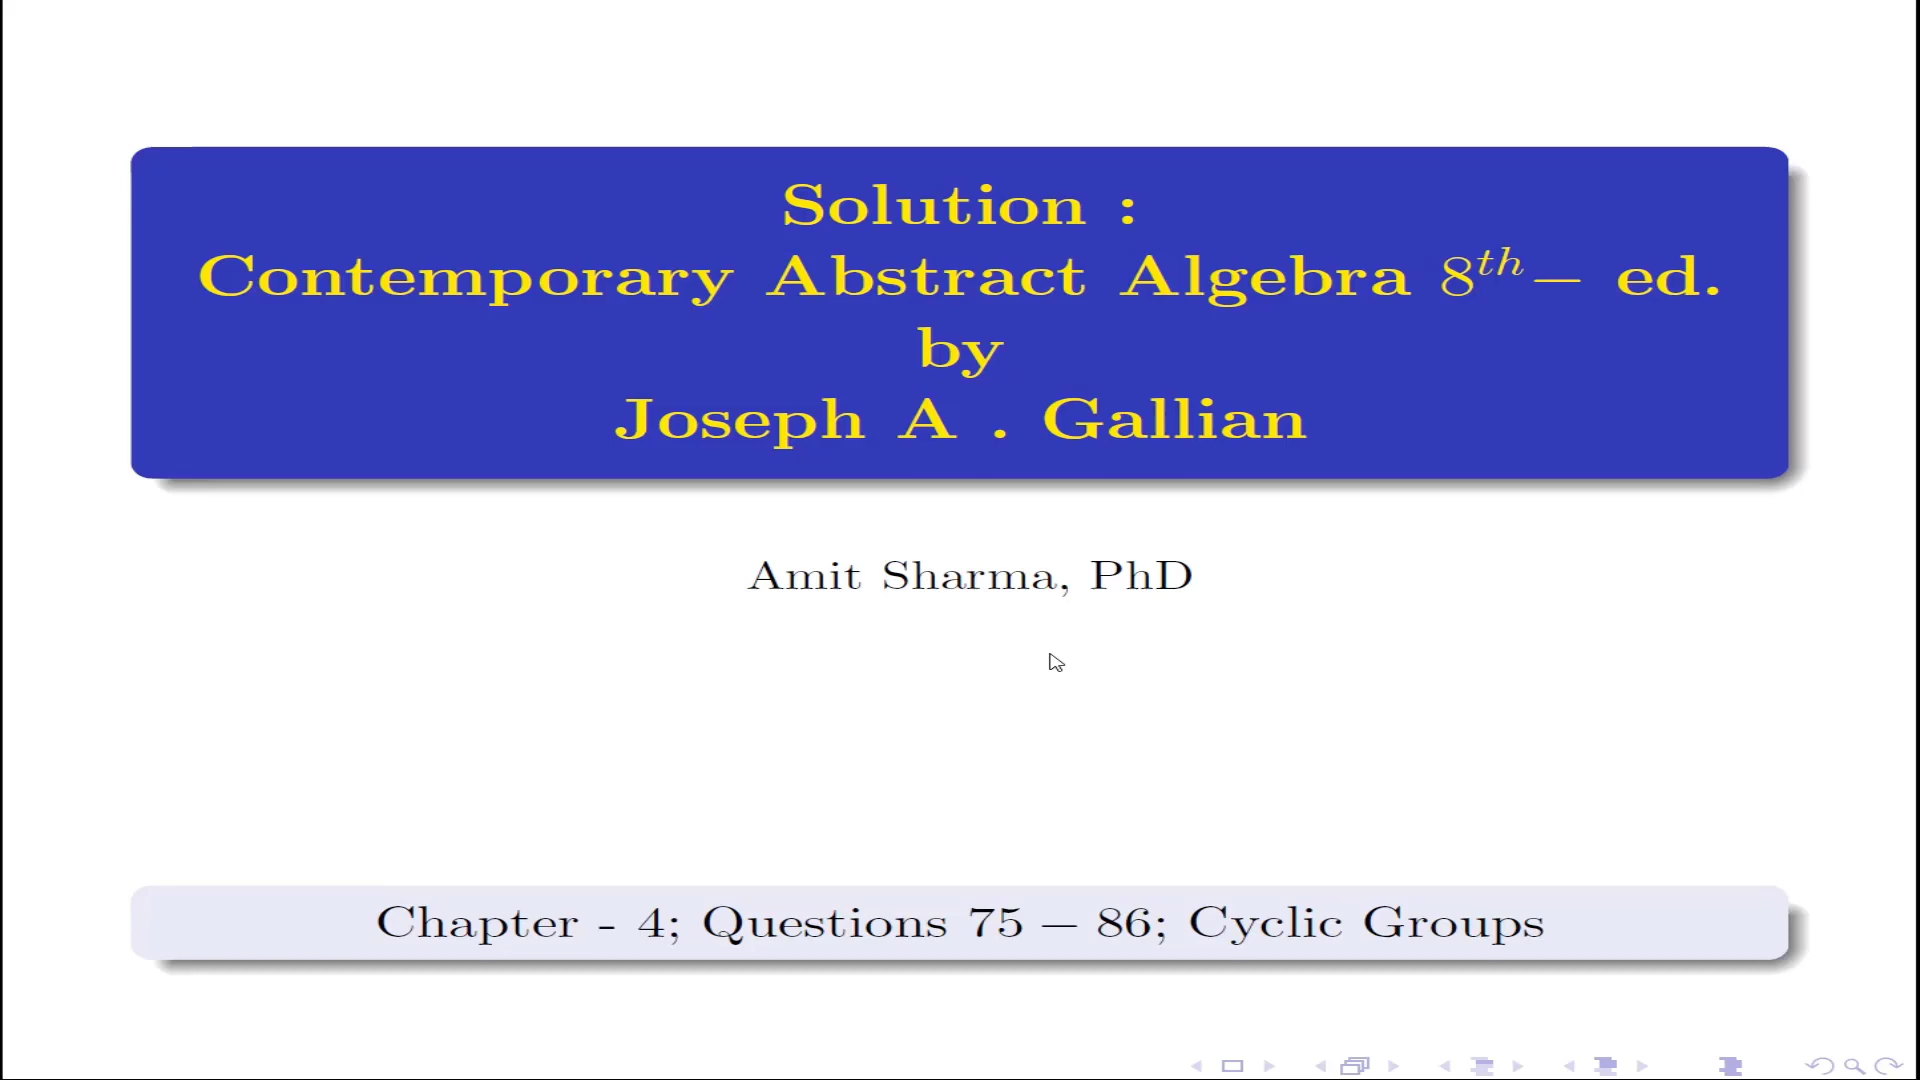 Solution :
Contemporary Abstract Algebra 8th− ed.
by
Joseph A . Gallian
Amit Sharma, PhD
Chapter - 4; Questions 75 − 86; Cyclic Groups